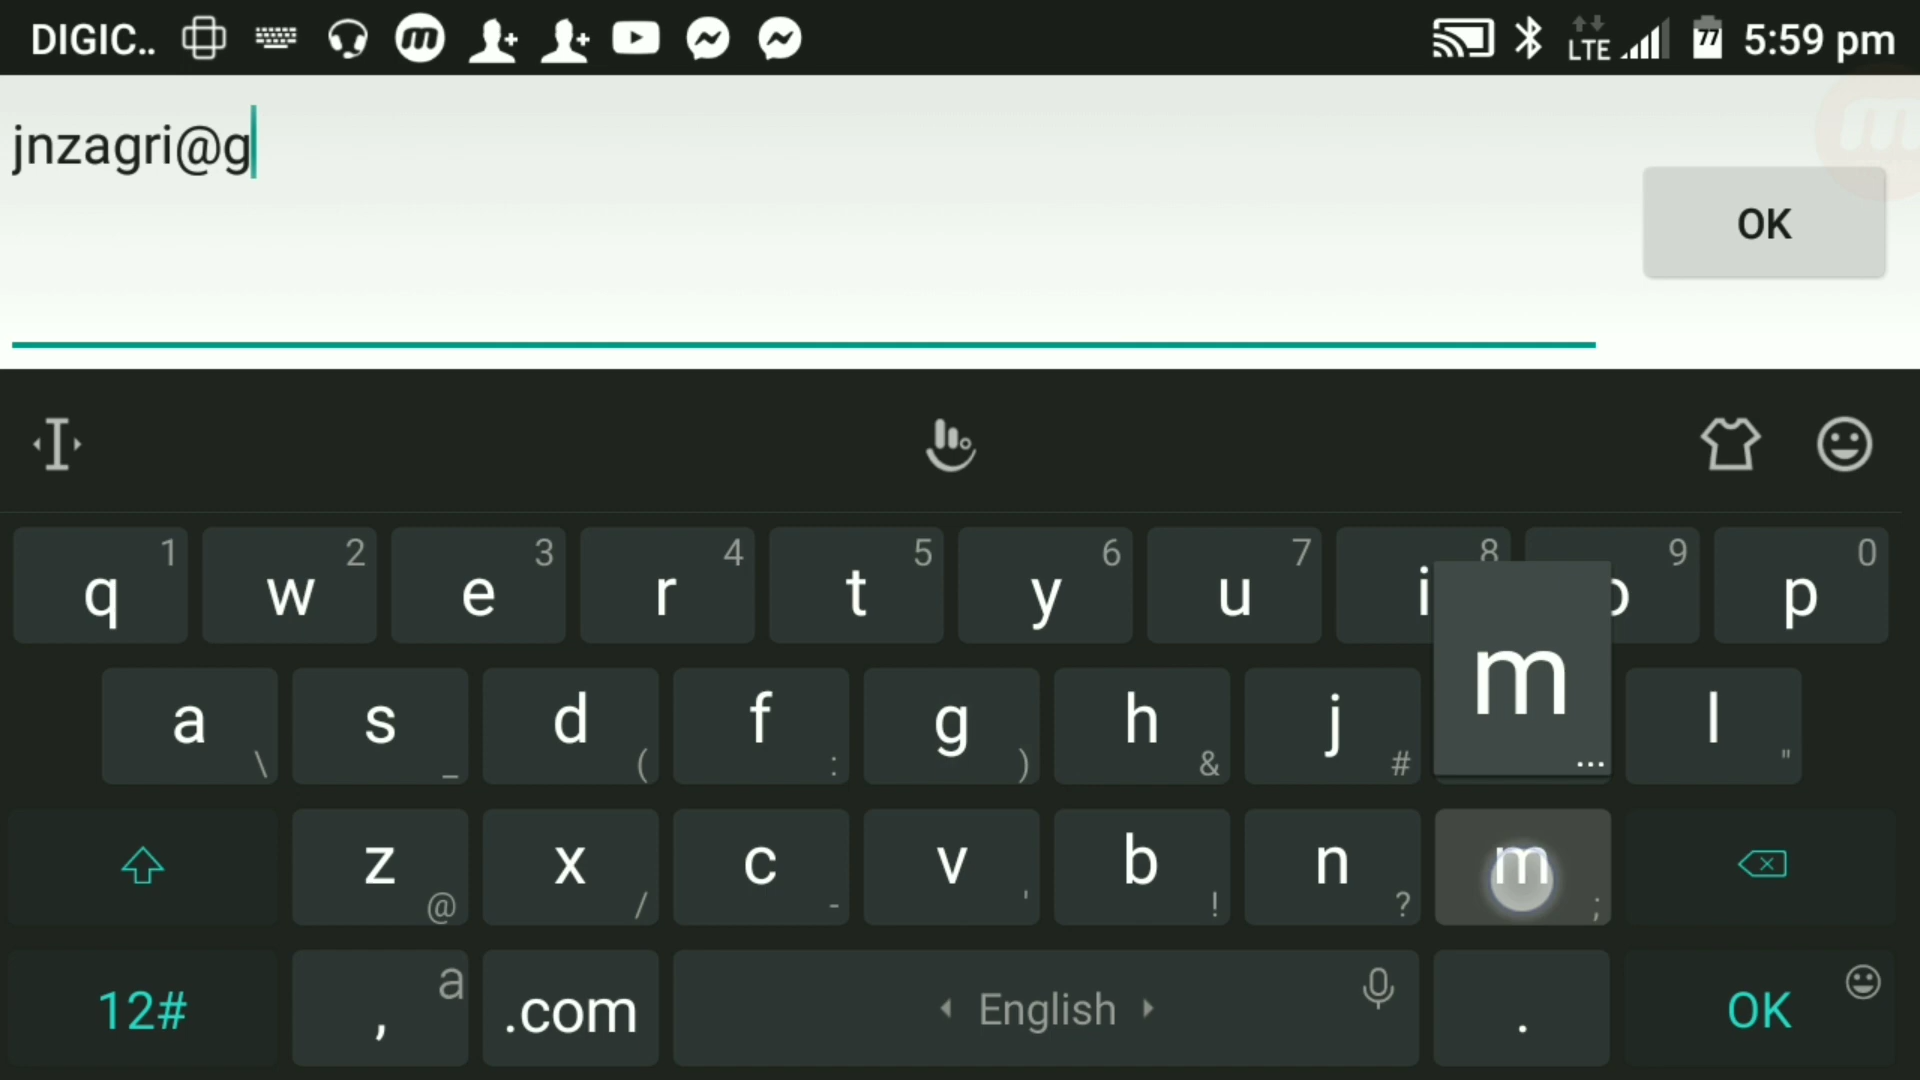 DIGIC..
LTE 77 5:59 pm
jnzagri@g
OK
1 2 3 4 5 6 7 8 9 0
q w e r t y u i o p
a s d f g h j m l
\ _ ( : ) & # ... "
z x c v b n m
@ / - ' ! ? ;
12# , a .com English . OK